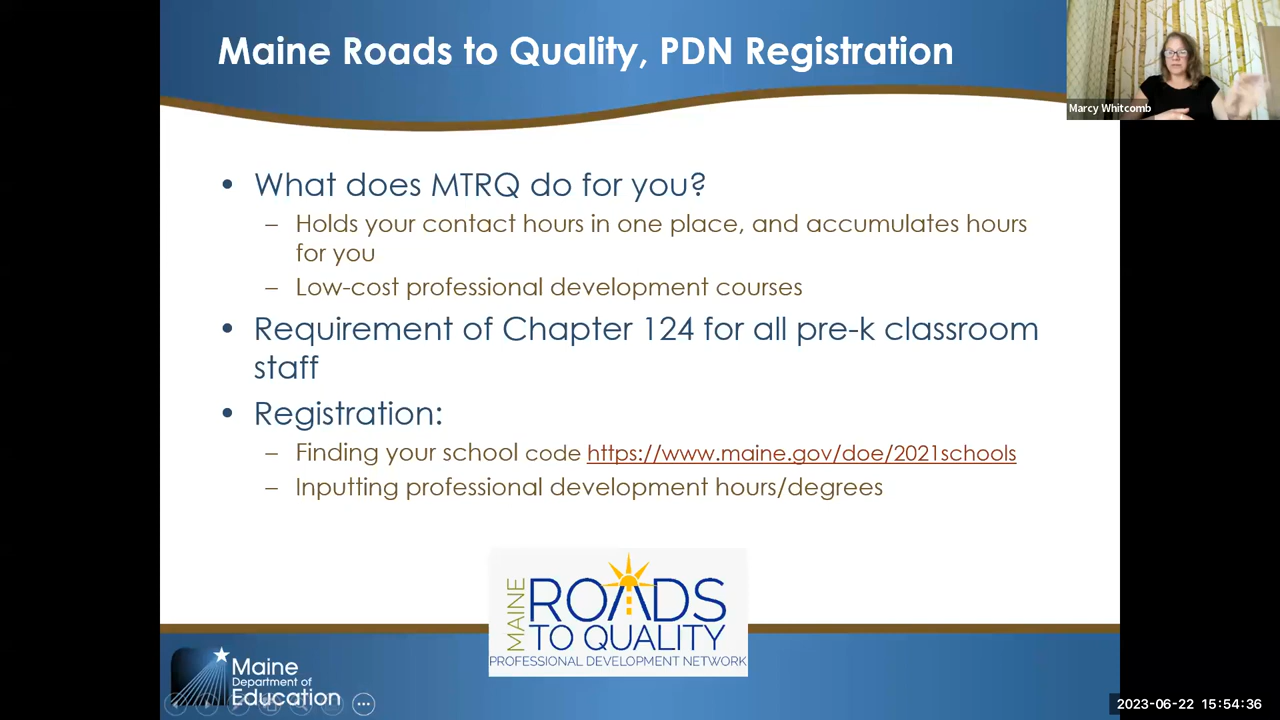 Maine Roads to Quality, PDN Registration
Marcy Whitcomb
• What does MTRQ do for you?
– Holds your contact hours in one place, and accumulates hours
for you
– Low-cost professional development courses
• Requirement of Chapter 124 for all pre-k classroom
staff
• Registration:
– Finding your school code https://www.maine.gov/doe/2021schools
– Inputting professional development hours/degrees
MAINE
ROADS
TO QUALITY
PROFESSIONAL DEVELOPMENT NETWORK
Maine
Department of
Education
2023-06-22 15:54:36